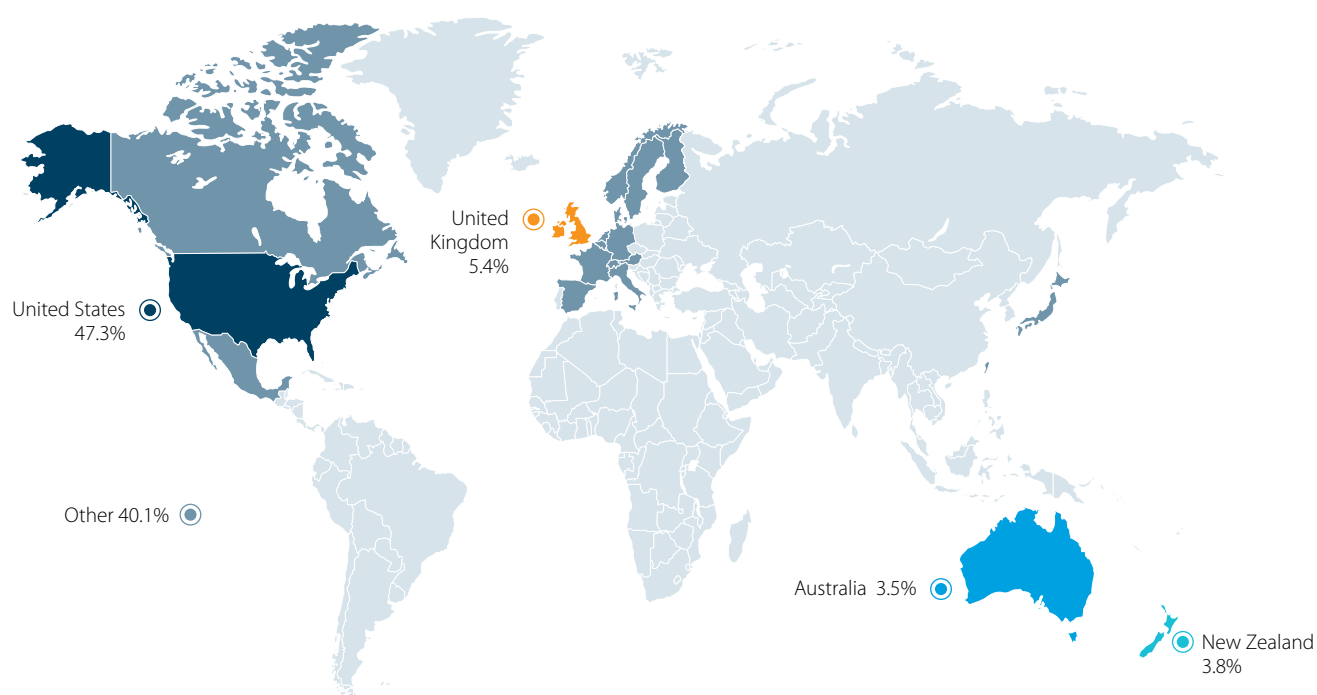 United
Kingdom
5.4%
United States
47.3%
Other 40.1%
Australia 3.5%
New Zealand
3.8%